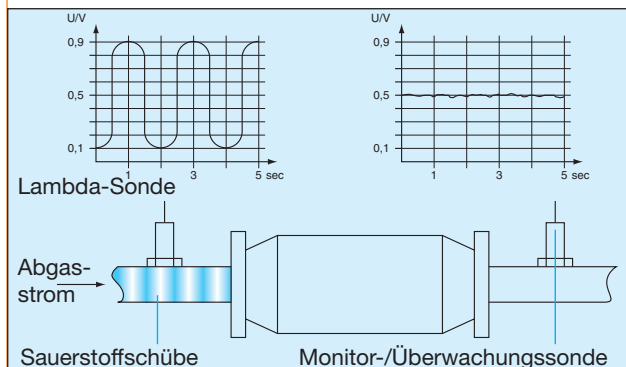 U/V
0,9
0,5
0,1
1
3
5 sec
Lambda-Sonde
U/V
0,9
0,5
0,1
1
3
5 sec
Abgas-
strom
Sauerstoffschübe
Monitor-/Überwachungssonde